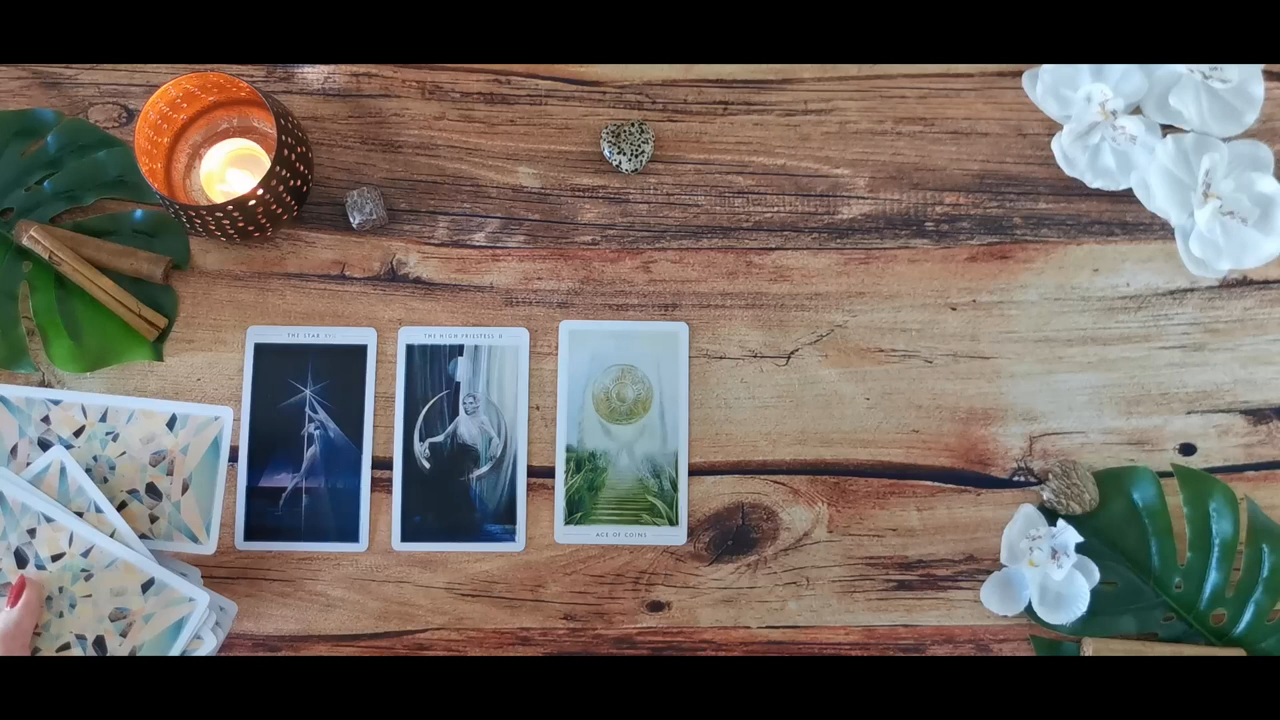 THE STAR XVII
THE HIGH PRIESTESS II
ACE OF COINS